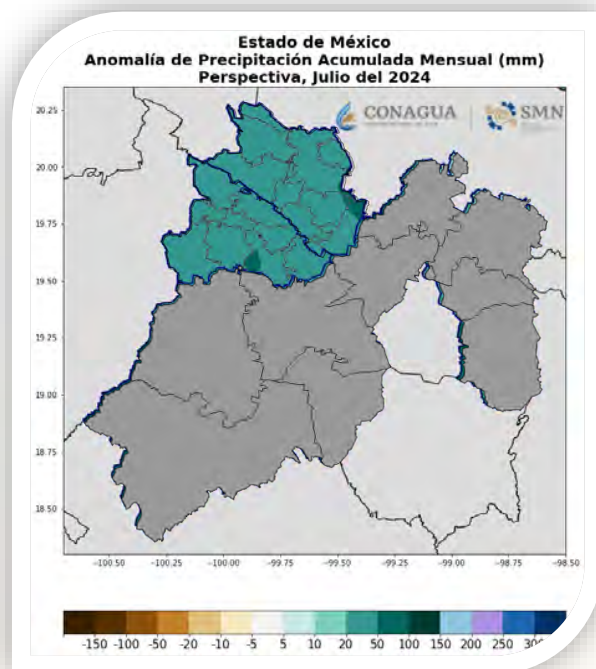 Estado de México
Anomalía de Precipitación Acumulada Mensual (mm)
Perspectiva, Julio del 2024
CONAGUA
SMN
20.25
20.00
19.75
19.50
19.25
19.00
18.75
18.50
−100.50 −100.25 −100.00 −99.75 −99.50 −99.25 −99.00 −98.75 −98.50
-150 -100 -50 -20 -10 -5 5 10 20 50 100 150 200 250 300